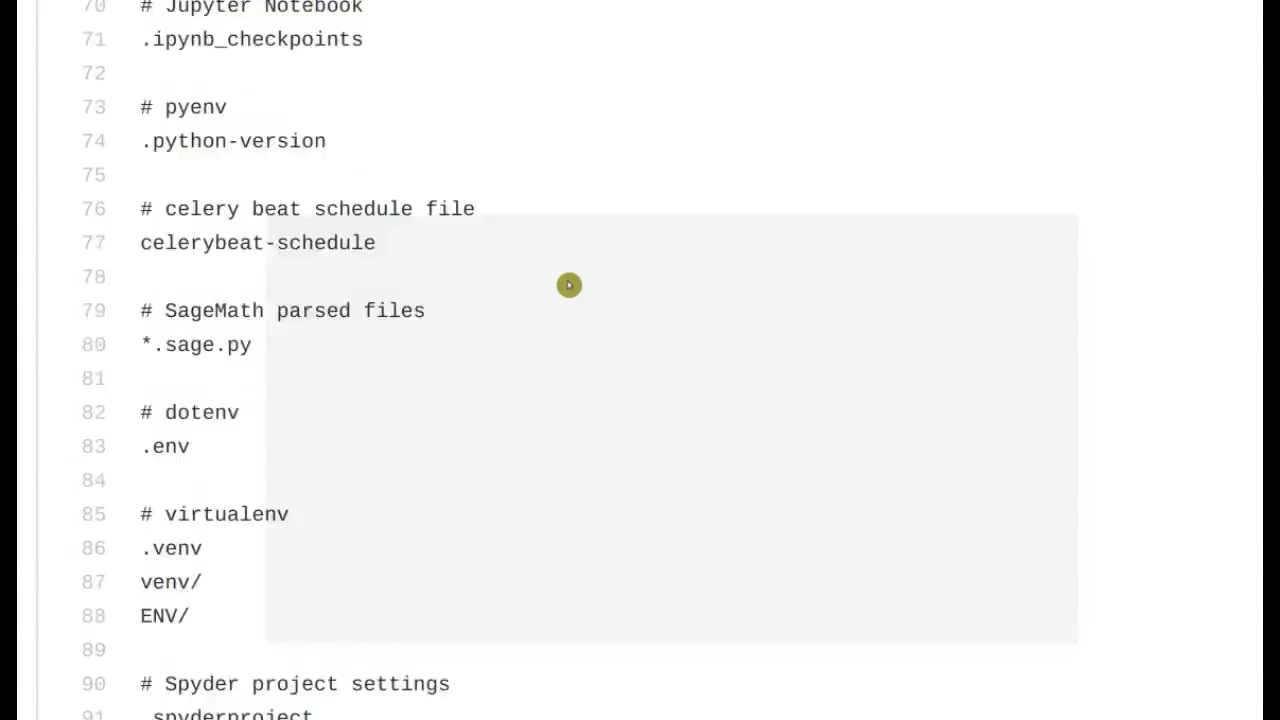 70 # Jupyter Notebook
71 .ipynb_checkpoints
72
73 # pyenv
74 .python-version
75
76 # celery beat schedule file
77 celerybeat-schedule
78
79 # SageMath parsed files
80 *.sage.py
81
82 # dotenv
83 .env
84
85 # virtualenv
86 .venv
87 venv/
88 ENV/
89
90 # Spyder project settings
91 .spyderproject